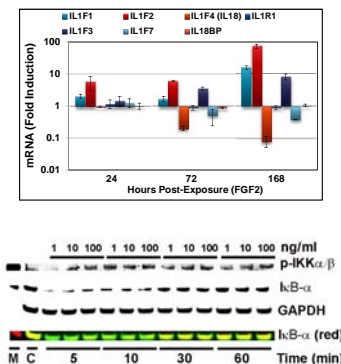 IL1F1 IL1F2 IL1F4 (IL18) IL1R1
IL1F3 IL1F7 IL18BP
mRNA (Fold Induction)
100
10
1
0.1
0.01
24 72 168
Hours Post-Exposure (FGF2)
1 10 100 1 10 100 1 10 100 1 10 100 ng/ml
p-IKKα/β
IκB-α
GAPDH
IκB-α (red)
M C 5 10 30 60 Time (min)